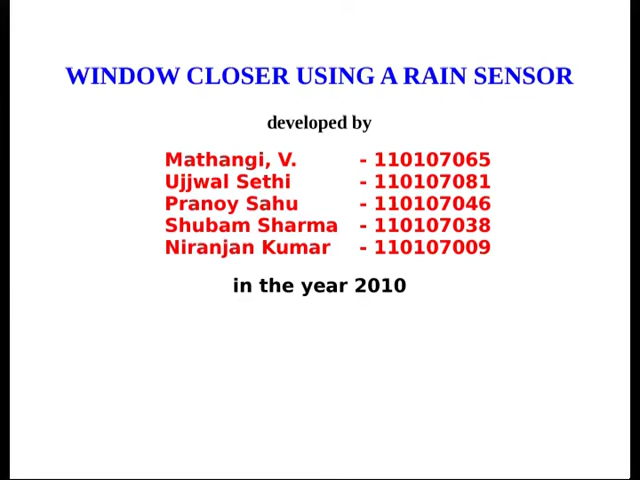 WINDOW CLOSER USING A RAIN SENSOR
developed by
Mathangi, V. - 110107065
Ujjwal Sethi - 110107081
Pranoy Sahu - 110107046
Shubam Sharma - 110107038
Niranjan Kumar - 110107009
in the year 2010